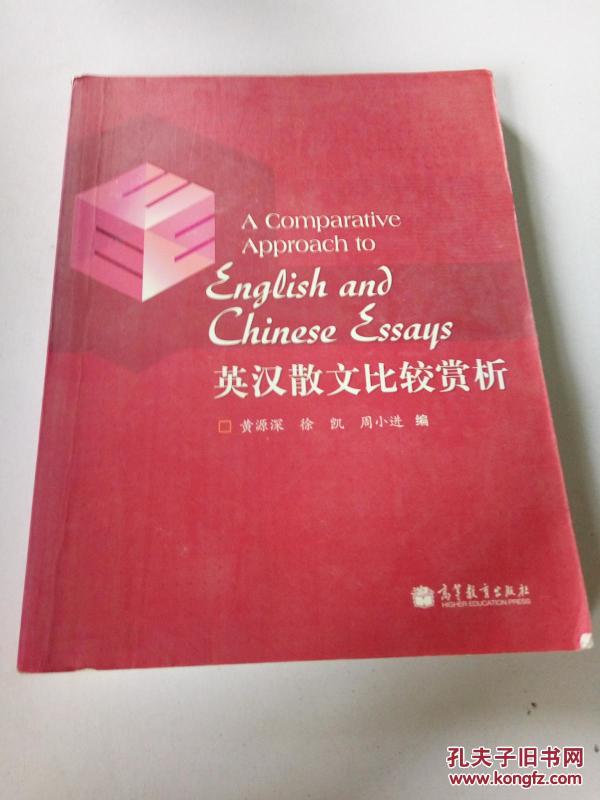 A Comparative
Approach to
English and
Chinese Essays
英汉散文比较赏析
黄源深 徐凯 周小进 编
高等教育出版社
HIGHER EDUCATION PRESS
孔夫子旧书网
www.kongfz.com